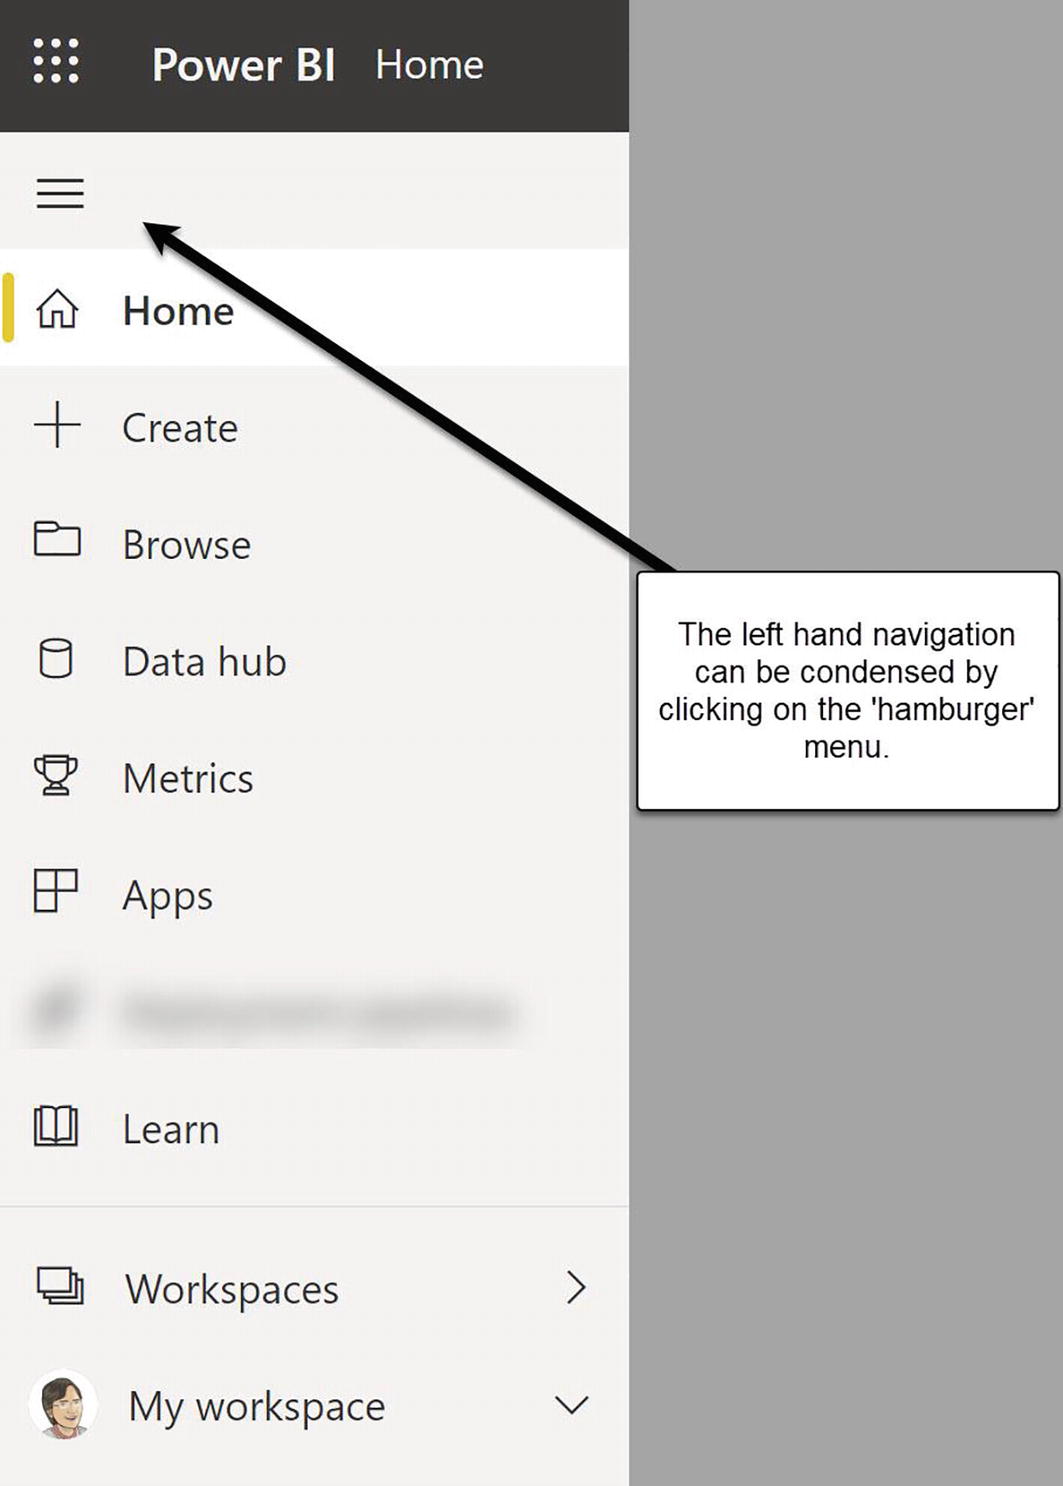 Power BI Home
Home
Create
Browse
Data hub
Metrics
Apps
Learn
Workspaces
My workspace
The left hand navigation
can be condensed by
clicking on the 'hamburger'
menu.